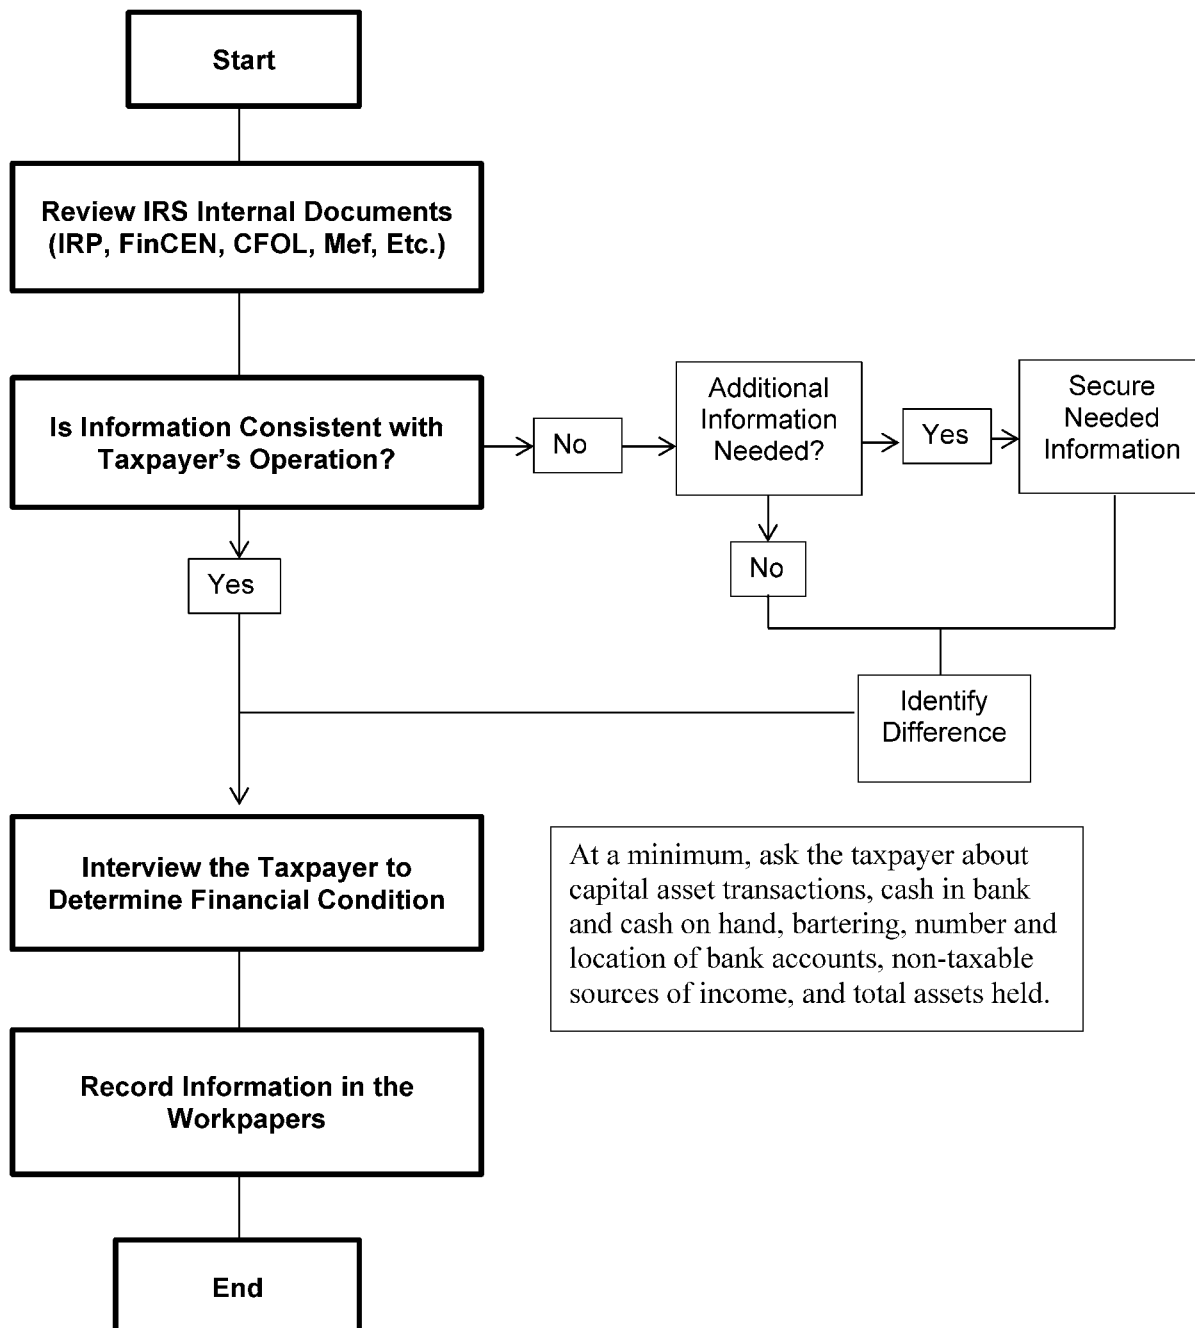 Start
Review IRS Internal Documents
(IRP, FinCEN, CFOL, Mef, Etc.)
Is Information Consistent with
Taxpayer’s Operation?
No
Additional
Information
Needed?
Yes
Secure
Needed
Information
Yes
No
Identify
Difference
Interview the Taxpayer to
Determine Financial Condition
At a minimum, ask the taxpayer about
capital asset transactions, cash in bank
and cash on hand, bartering, number and
location of bank accounts, non-taxable
sources of income, and total assets held.
Record Information in the
Workpapers
End